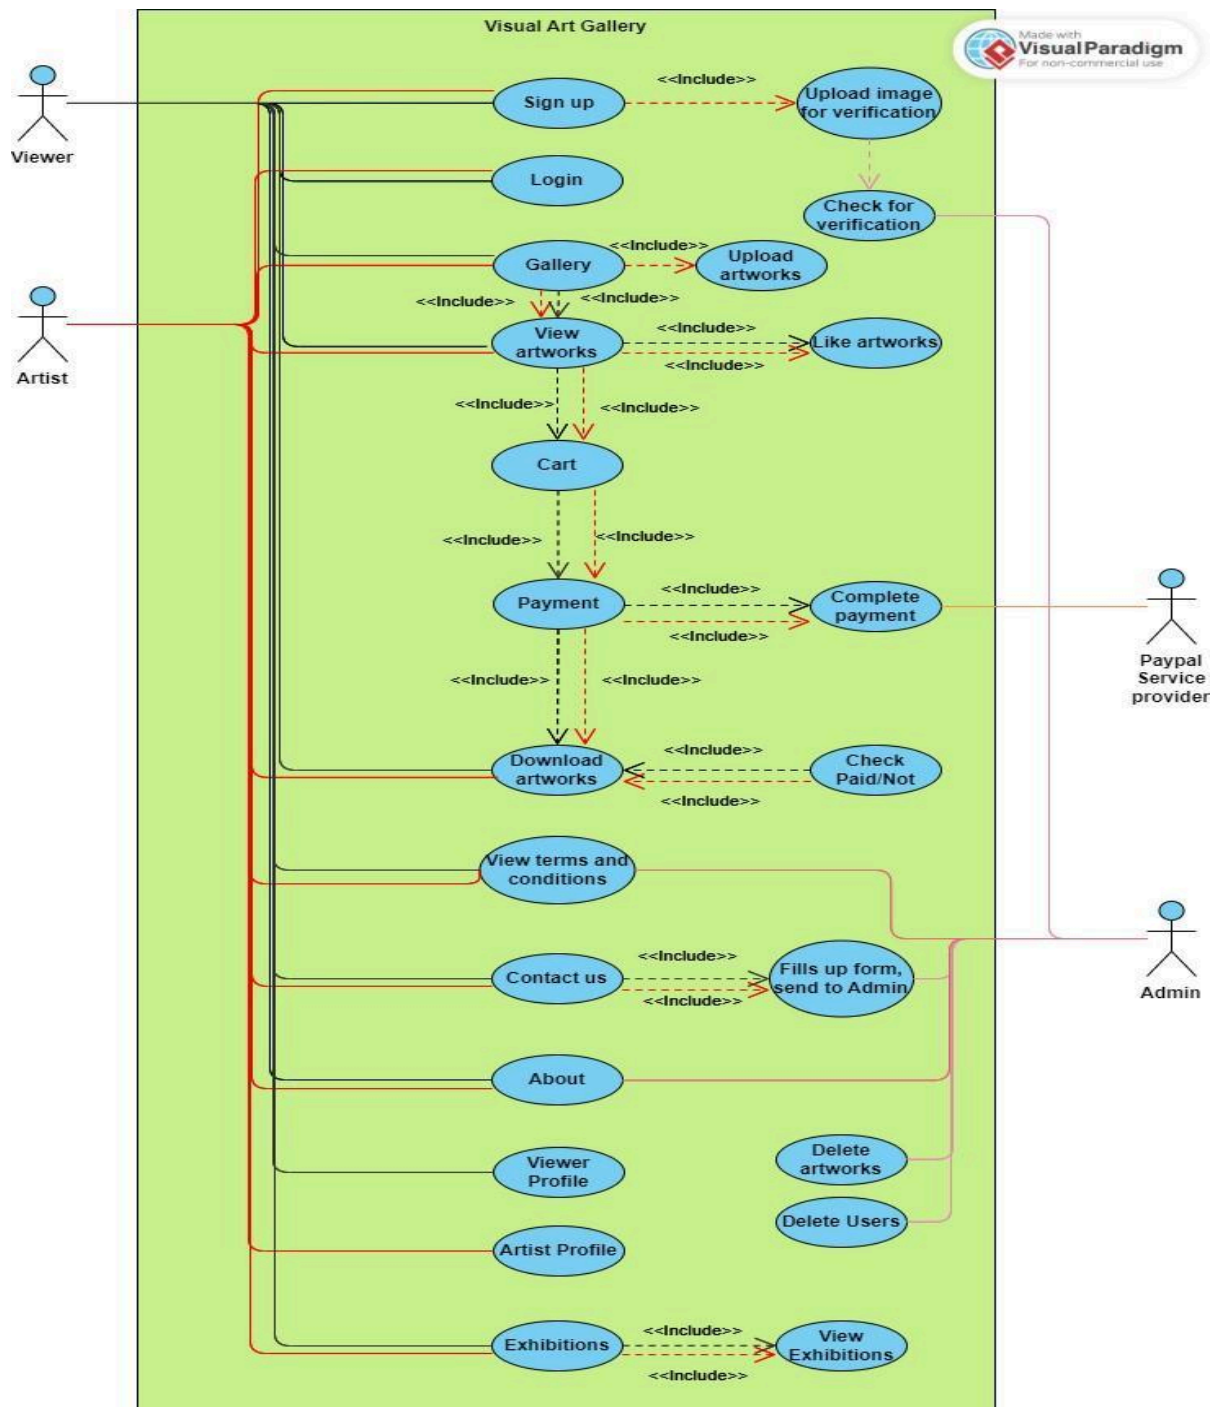 Visual Art Gallery
Made with
VisualParadigm
For non-commercial use
Viewer
Sign up
<<Include>>
Upload image
for verification
Login
Check for
verification
Gallery
<<Include>>
Upload
artworks
Artist
<<Include>>
<<Include>>
View
artworks
<<Include>>
<<Include>>
Like artworks
<<Include>>
<<Include>>
Cart
<<Include>>
<<Include>>
Payment
<<Include>>
<<Include>>
Complete
payment
Paypal
Service
provider
<<Include>>
<<Include>>
Download
artworks
<<Include>>
<<Include>>
Check
Paid/Not
View terms and
conditions
Admin
Contact us
<<Include>>
<<Include>>
Fills up form,
send to Admin
About
Viewer
Profile
Delete
artworks
Delete Users
Artist Profile
Exhibitions
<<Include>>
<<Include>>
View
Exhibitions